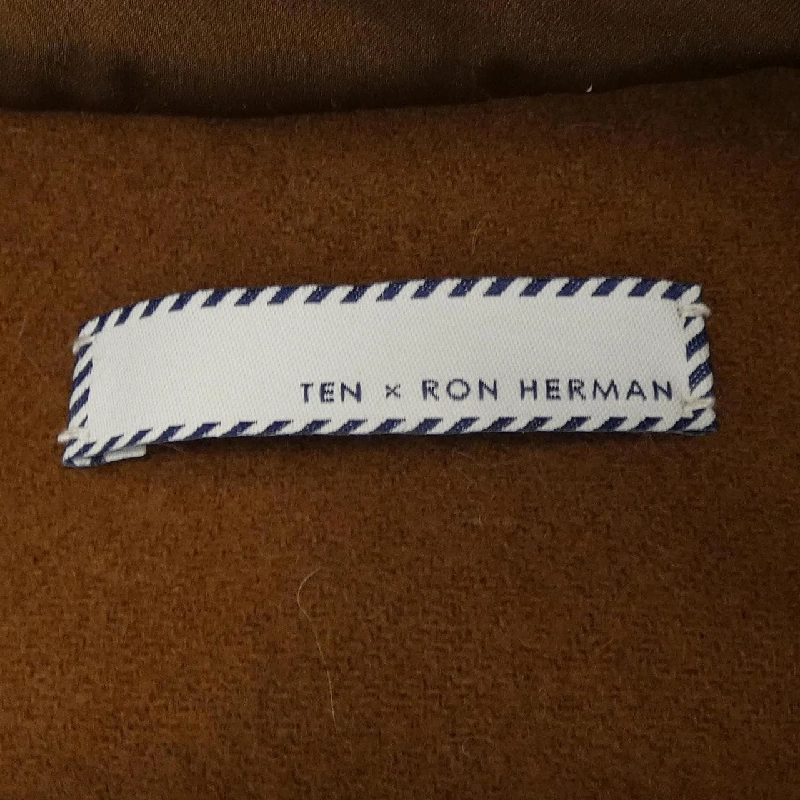 TEN × RON HERMAN